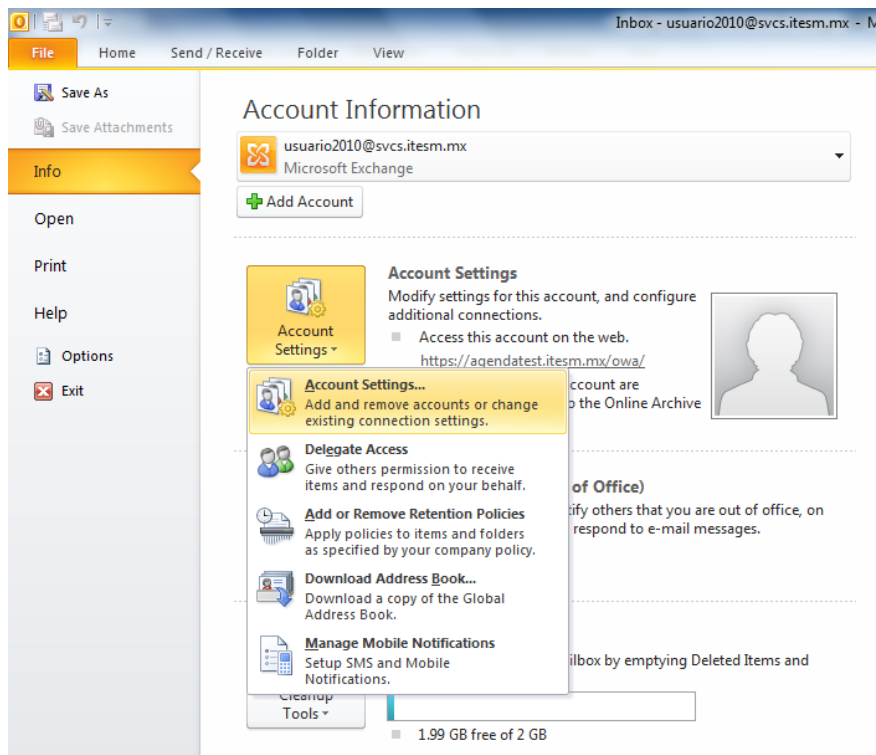 Inbox - usuario2010@svcs.itesm.mx - M
File Home Send / Receive Folder View
Save As
Save Attachments
Info
Open
Print
Help
Options
Exit
Account Information
usuario2010@svcs.itesm.mx
Microsoft Exchange
Add Account
Account Settings
Account Settings
Modify settings for this account, and configure
additional connections.
Access this account on the web.
https://agendatest.itesm.mx/owa/
ccount are
the Online Archive
Account Settings...
Add and remove accounts or change
existing connection settings.
Delegate Access
Give others permission to receive
items and respond on your behalf.
Add or Remove Retention Policies
Apply policies to items and folders
as specified by your company policy.
Download Address Book...
Download a copy of the Global
Address Book.
Manage Mobile Notifications
Setup SMS and Mobile
Notifications.
of Office)
ify others that you are out of office, on
respond to e-mail messages.
ilbox by emptying Deleted Items and
Cleanup
Tools
1.99 GB free of 2 GB